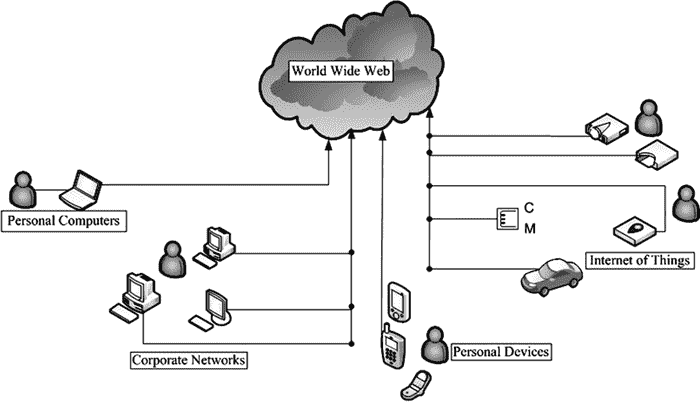 World Wide Web
Personal Computers
C
M
Internet of Things
Personal Devices
Corporate Networks